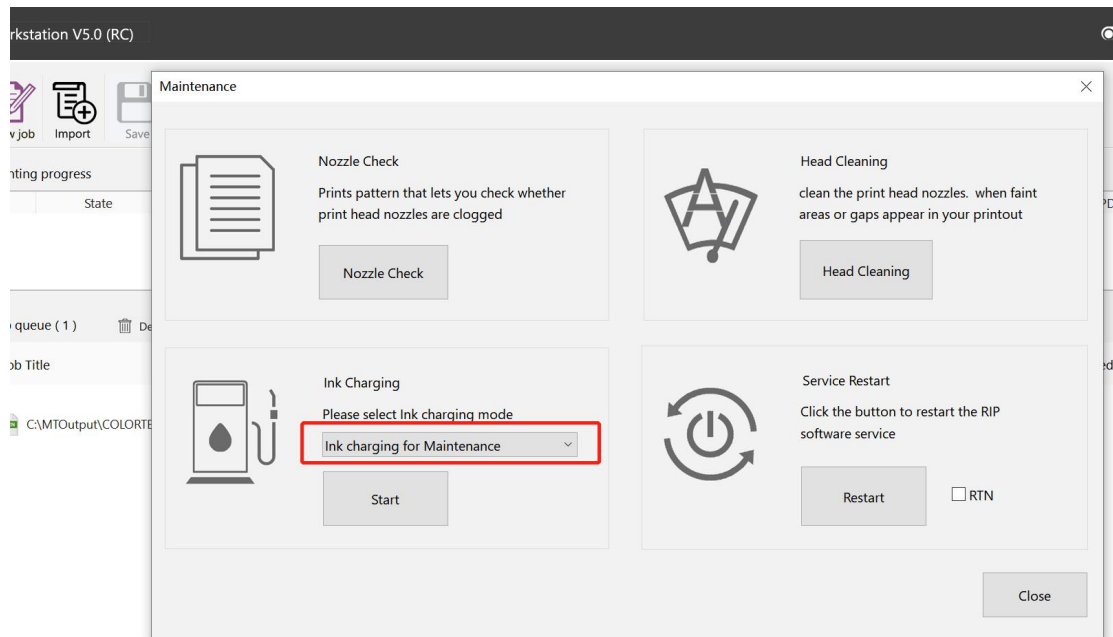 rkstation V5.0 (RC)
w job
Import
Save
nting progress
State
queue ( 1 )
De
ob Title
C:\MTOutput\COLORTE
Maintenance
Nozzle Check
Prints pattern that lets you check whether
print head nozzles are clogged
Nozzle Check
Head Cleaning
clean the print head nozzles. when faint
areas or gaps appear in your printout
Head Cleaning
Ink Charging
Please select Ink charging mode
Ink charging for Maintenance
Start
Service Restart
Click the button to restart the RIP
software service
Restart
RTN
Close